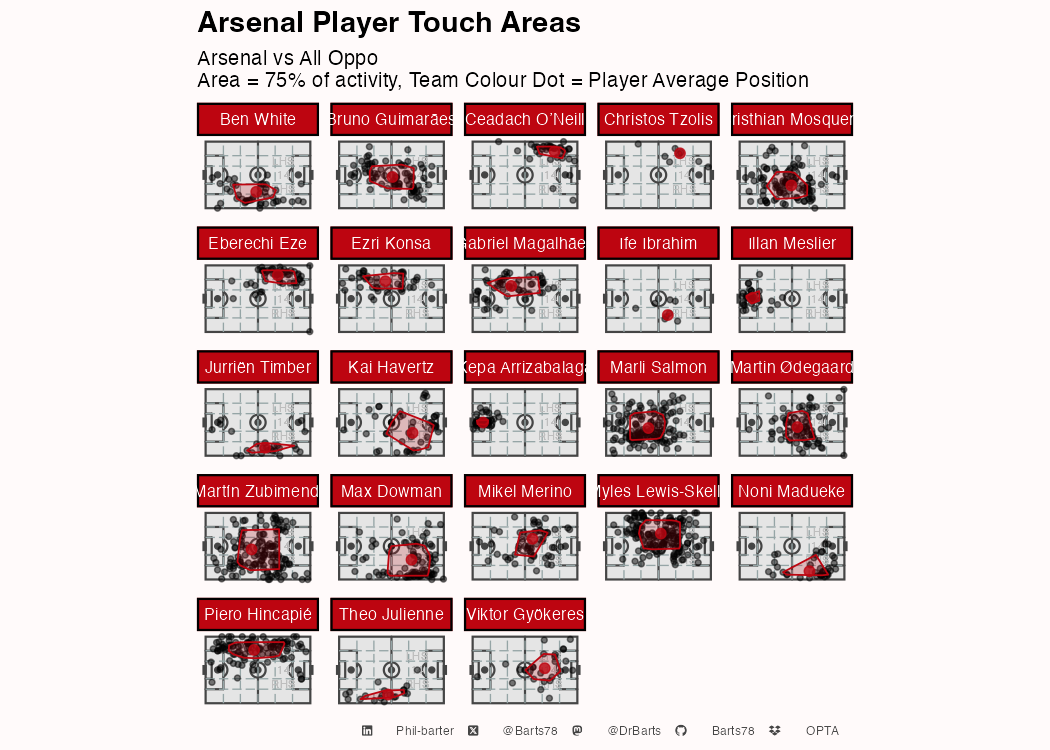 Arsenal Player Touch Areas
Arsenal vs All Oppo
Area = 75% of activity, Team Colour Dot = Player Average Position
Ben White
Bruno Guimarães
Ceadach O'Neill
Christos Tzolis
risthian Mosquer
Eberechi Eze
Ezri Konsa
Gabriel Magalhãe
Ife Ibrahim
Illan Meslier
Jurriën Timber
Kai Havertz
Kepa Arrizabalaga
Marli Salmon
Martin Ødegaard
Martín Zubimend
Max Dowman
Mikel Merino
Myles Lewis-Skell
Noni Madueke
Piero Hincapié
Theo Julienne
Viktor Gyökeres
Phil-barter @Barts78 @DrBarts Barts78 OPTA